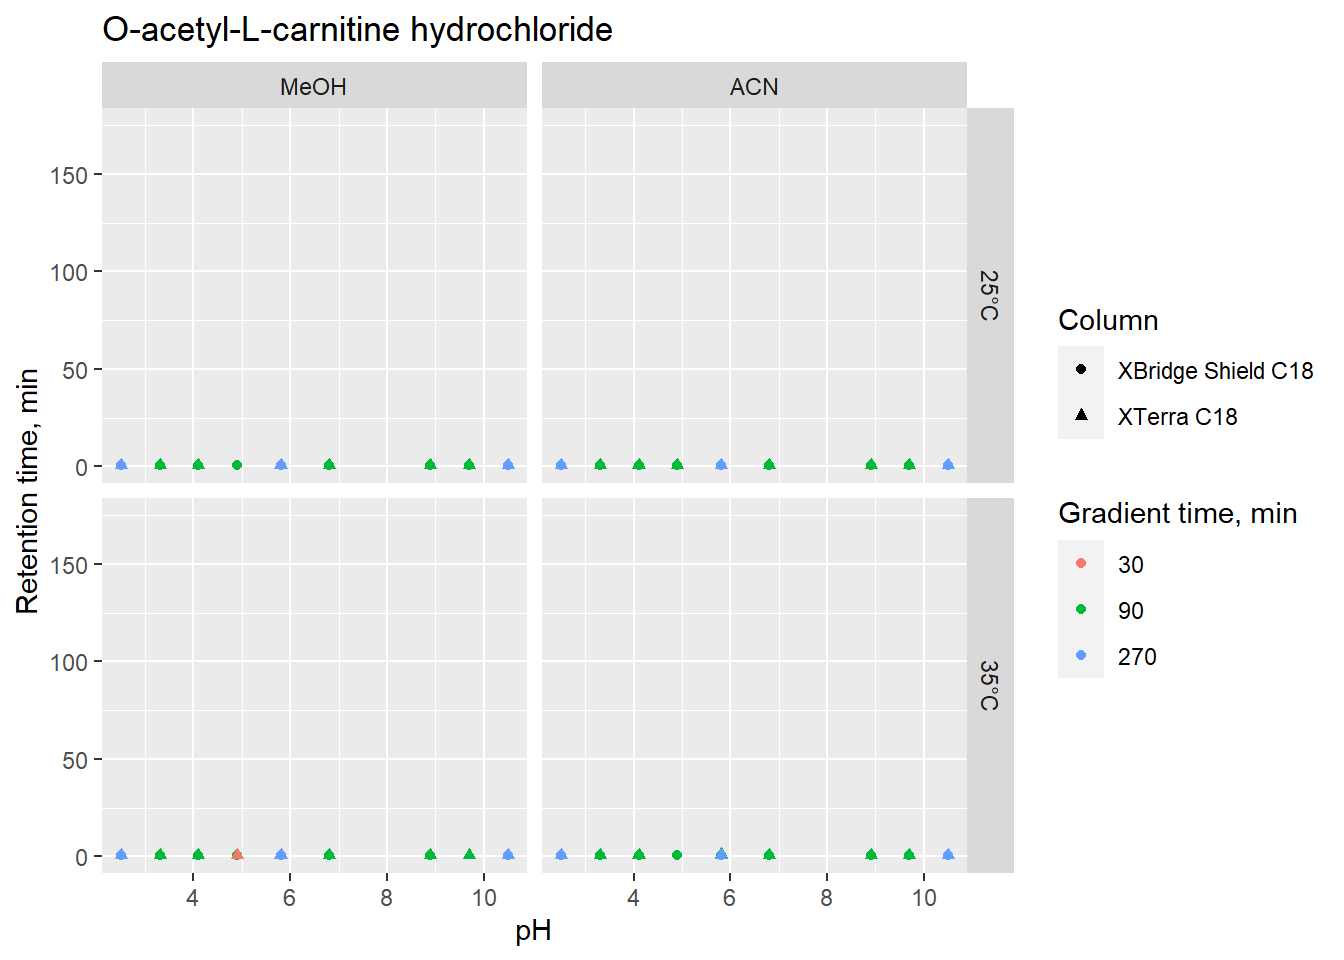 O-acetyl-L-carnitine hydrochloride
MeOH
ACN
150
100
50
0
25°C
150
100
50
0
35°C
4
6
8
10
4
6
8
10
pH
Retention time, min
Column
XBridge Shield C18
XTerra C18
Gradient time, min
30
90
270